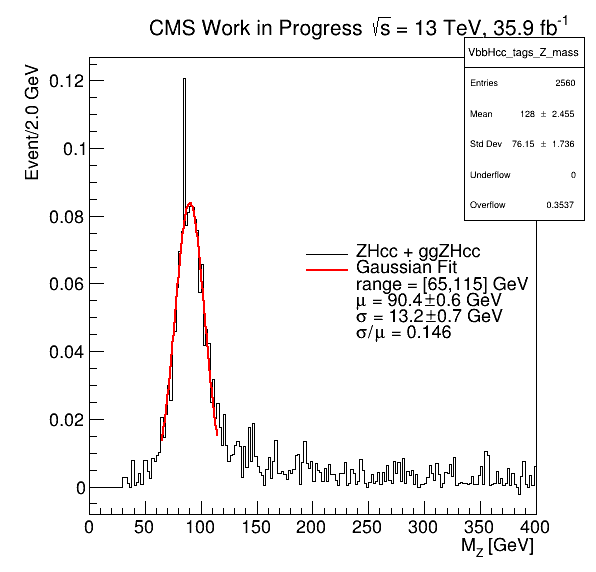 CMS Work in Progress √s = 13 TeV, 35.9 fb⁻¹
VbbHcc_tags_Z_mass
Entries 2560
Mean 128 ± 2.455
Std Dev 76.15 ± 1.736
Underflow 0
Overflow 0.3537
Event/2.0 GeV
0.12
0.1
0.08
0.06
0.04
0.02
0
ZHcc + ggZHcc
Gaussian Fit
range = [65,115] GeV
μ = 90.4±0.6 GeV
σ = 13.2±0.7 GeV
σ/μ = 0.146
0 50 100 150 200 250 300 350 400
M_Z [GeV]